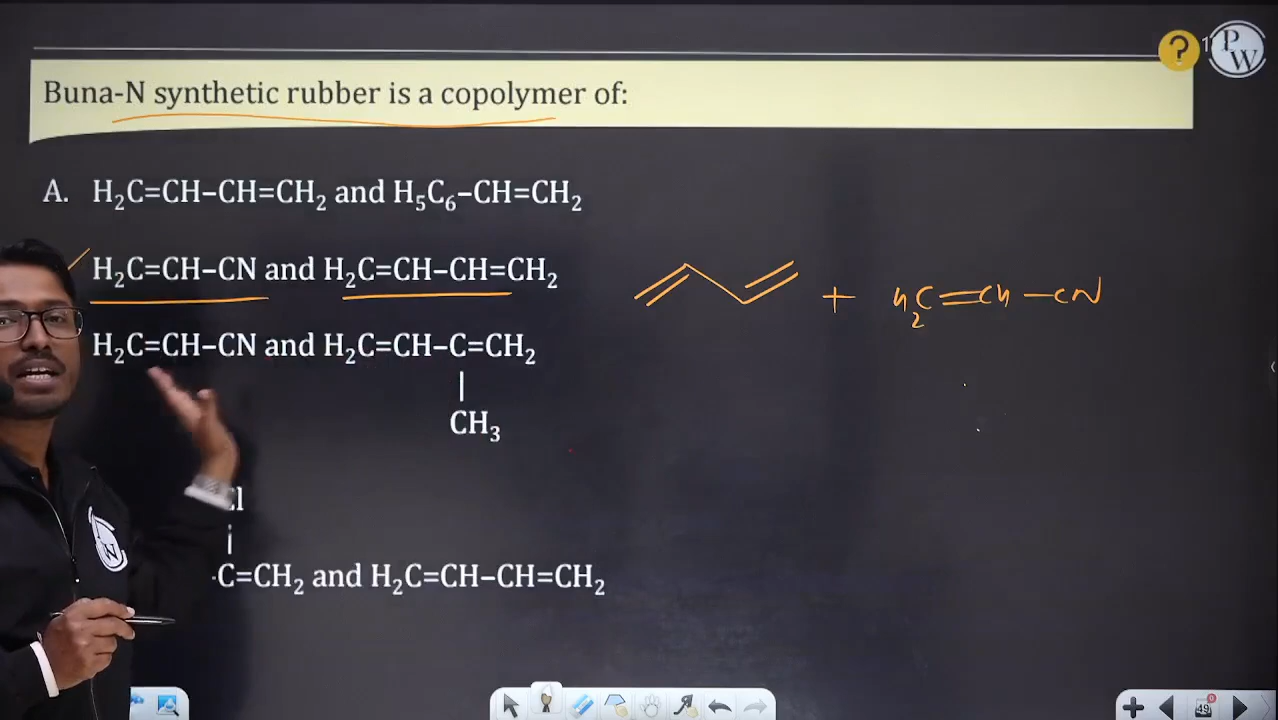 PW
Buna-N synthetic rubber is a copolymer of:
A. H₂C=CH–CH=CH₂ and H₅C₆–CH=CH₂
H₂C=CH–CN and H₂C=CH–CH=CH₂ + H₂C=CH–CN
H₂C=CH–CN and H₂C=CH–C=CH₂
|
CH₃
|
-C=CH₂ and H₂C=CH–CH=CH₂
49